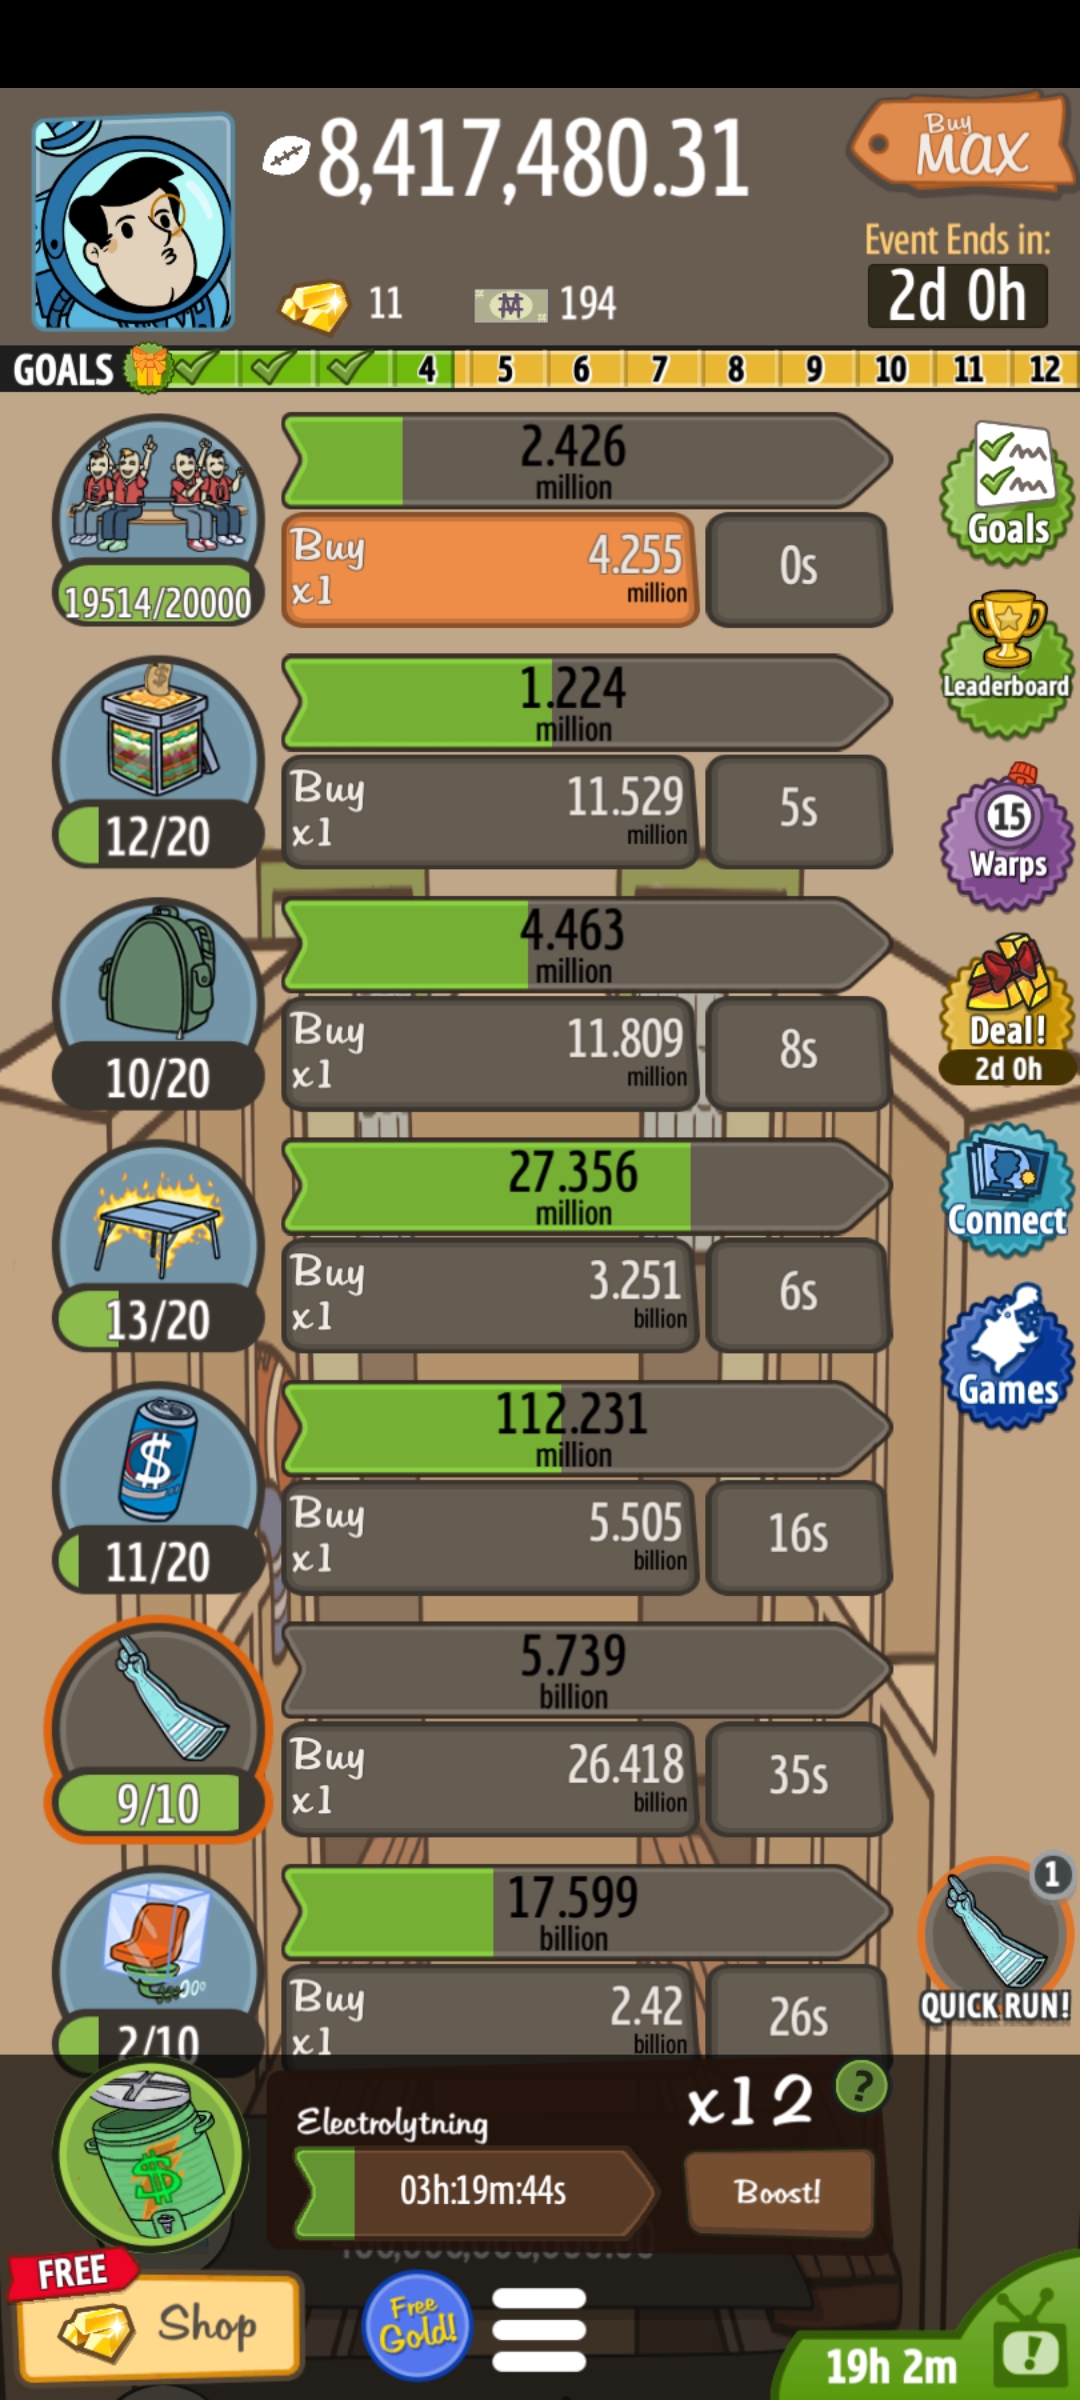 8,417,480.31
Buy
MAX
Event Ends in:
2d 0h
11
194
GOALS
4
5
6
7
8
9
10
11
12
2.426
million
Buy
x1
4.255
million
0s
19514/20000
Goals
1.224
million
Buy
x1
11.529
million
5s
12/20
Leaderboard
15
Warps
4.463
million
Buy
x1
11.809
million
8s
10/20
Deal!
2d 0h
27.356
million
Buy
x1
3.251
billion
6s
13/20
Connect
Games
112.231
million
$
Buy
x1
5.505
billion
16s
11/20
5.739
billion
Buy
x1
26.418
billion
35s
9/10
17.599
billion
Buy
x1
2.42
billion
26s
2/10
1
QUICK RUN!
$
Electrolytning
03h:19m:44s
x12
?
Boost!
FREE
Shop
Free
Gold!
19h 2m
!